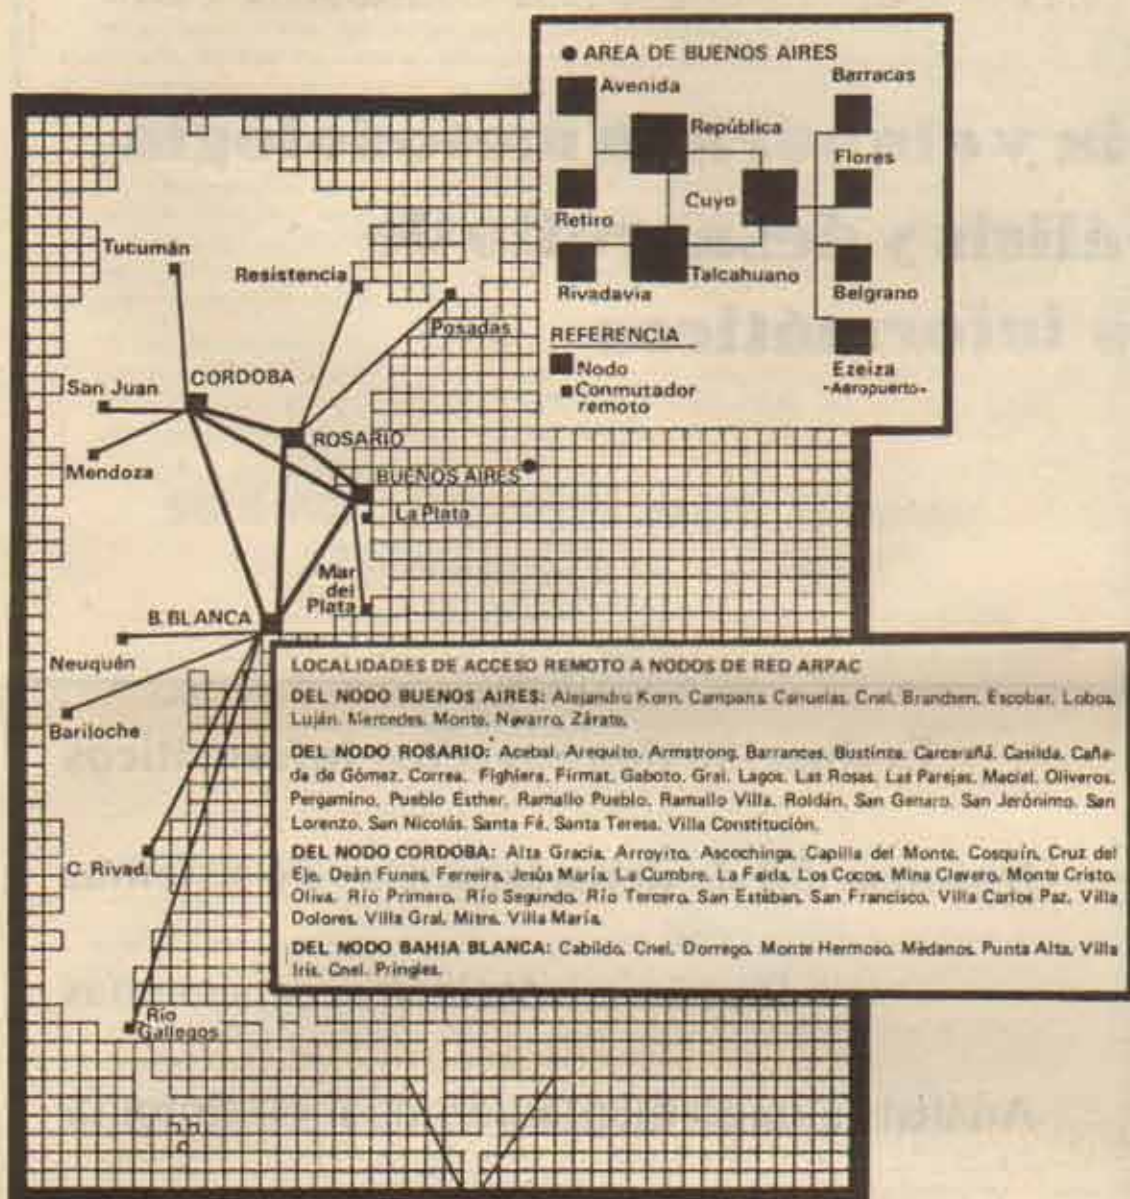 ● AREA DE BUENOS AIRES
Avenida
Barracas
República
Flores
Cuyo
Retiro
Rivadavia
Talcahuano
Belgrano
REFERENCIA
Nodo
Conmutador
remoto
Ezeiza
-Aeropuerto-
Tucumán
Resistencia
Posadas
San Juan
CORDOBA
Mendoza
ROSARIO
BUENOS AIRES
La Plata
Mar
del
Plata
B. BLANCA
Neuquén
Bariloche
C. Rivad.
Río
Gallegos
LOCALIDADES DE ACCESO REMOTO A NODOS DE RED ARPAC
DEL NODO BUENOS AIRES: Alejandro Korn, Campana, Canuelas, Cnel. Brandsen, Escobar, Lobos,
Luján, Mercedes, Monte, Navarro, Zárate.
DEL NODO ROSARIO: Acebal, Arequito, Armstrong, Barrancas, Bustinza, Carcarañá, Casilda, Caña-
da de Gómez, Correa, Fighiera, Firmat, Gaboto, Gral. Lagos, Las Rosas, Las Parejas, Maciel, Oliveros,
Pergamino, Pueblo Esther, Ramallo Pueblo, Ramallo Villa, Roldán, San Genaro, San Jerónimo, San
Lorenzo, San Nicolás, Santa Fé, Santa Teresa, Villa Constitución.
DEL NODO CORDOBA: Alta Gracia, Arroyito, Ascochinga, Capilla del Monte, Cosquín, Cruz del
Eje, Deán Funes, Ferreira, Jesús María, La Cumbre, La Falda, Los Cocos, Mina Clavero, Monte Cristo,
Oliva, Río Primero, Río Segundo, Río Tercero, San Estéban, San Francisco, Villa Carlos Paz, Villa
Dolores, Villa Gral. Mitre, Villa María.
DEL NODO BAHIA BLANCA: Cabildo, Cnel. Dorrego, Monte Hermoso, Médanos, Punta Alta, Villa
Iris, Cnel. Pringles.